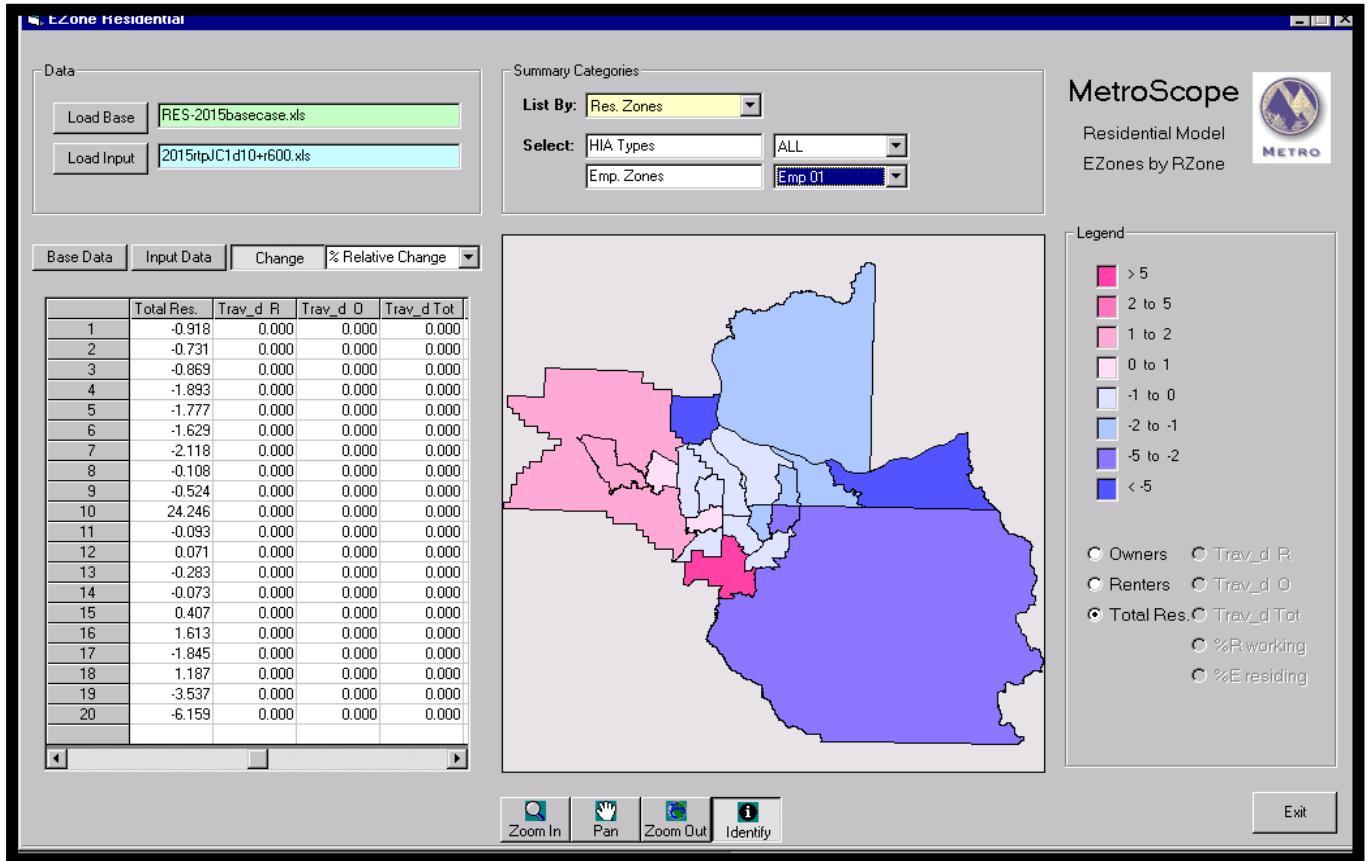 EZone Residential
Data
Load Base RES-2015basecase.xls
Load Input 2015rtpJC1d10+r600.xls
Summary Categories
List By: Res. Zones
Select: HIA Types ALL
Emp. Zones Emp 01
MetroScope
Residential Model
EZones by RZone
METRO
Base Data Input Data Change % Relative Change
Total Res. Trav_d R Trav_d O Trav_d Tot
1 -0.918 0.000 0.000 0.000
2 -0.731 0.000 0.000 0.000
3 -0.869 0.000 0.000 0.000
4 -1.893 0.000 0.000 0.000
5 -1.777 0.000 0.000 0.000
6 -1.629 0.000 0.000 0.000
7 -2.118 0.000 0.000 0.000
8 -0.108 0.000 0.000 0.000
9 -0.524 0.000 0.000 0.000
10 24.246 0.000 0.000 0.000
11 -0.093 0.000 0.000 0.000
12 0.071 0.000 0.000 0.000
13 -0.283 0.000 0.000 0.000
14 -0.073 0.000 0.000 0.000
15 0.407 0.000 0.000 0.000
16 1.613 0.000 0.000 0.000
17 -1.845 0.000 0.000 0.000
18 1.187 0.000 0.000 0.000
19 -3.537 0.000 0.000 0.000
20 -6.159 0.000 0.000 0.000
Legend
> 5
2 to 5
1 to 2
0 to 1
-1 to 0
-2 to -1
-5 to -2
< -5
Owners Trav_d R
Renters Trav_d O
Total Res. Trav_d Tot
%R working
%E residing
Zoom In Pan Zoom Out Identify
Exit